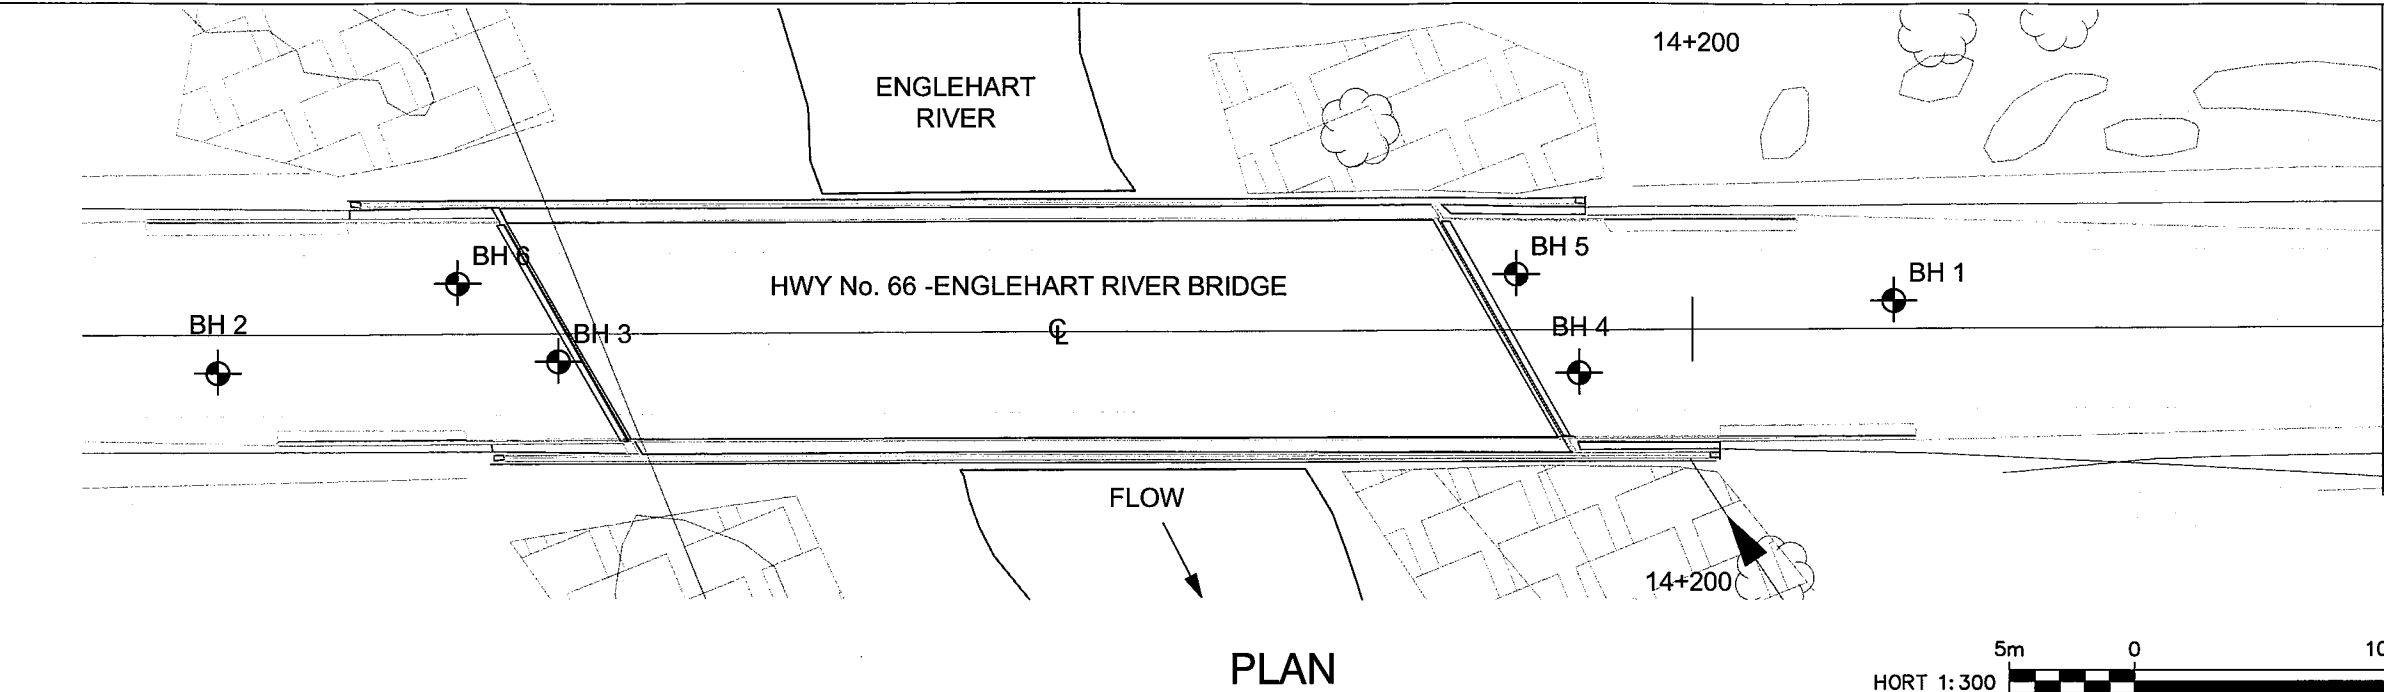 14+200
ENGLEHART
RIVER
BH 6
BH 5
BH 1
HWY No. 66 -ENGLEHART RIVER BRIDGE
BH 2
BH 3
℄
BH 4
FLOW
14+200
PLAN
5m 0 10
HORT 1:300